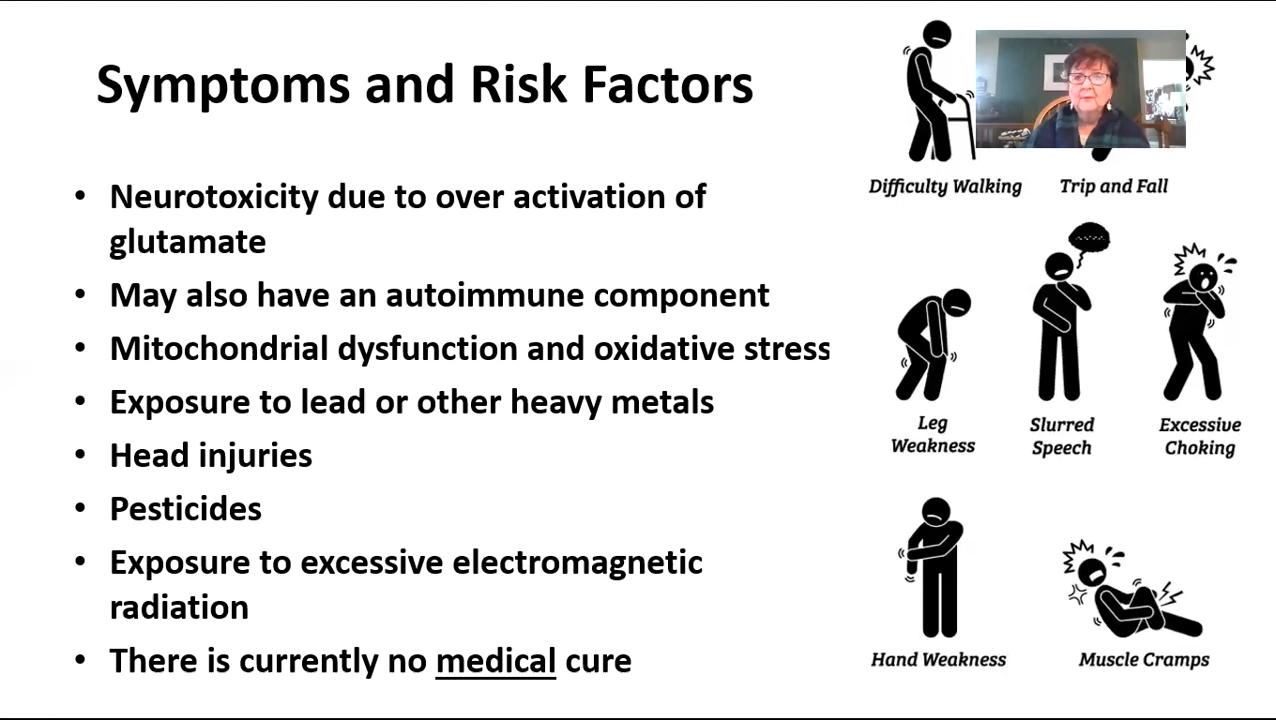 Symptoms and Risk Factors
• Neurotoxicity due to over activation of
glutamate
• May also have an autoimmune component
• Mitochondrial dysfunction and oxidative stress
• Exposure to lead or other heavy metals
• Head injuries
• Pesticides
• Exposure to excessive electromagnetic
radiation
• There is currently no medical cure
Difficulty Walking
Trip and Fall
Leg
Weakness
Slurred
Speech
Excessive
Choking
Hand Weakness
Muscle Cramps